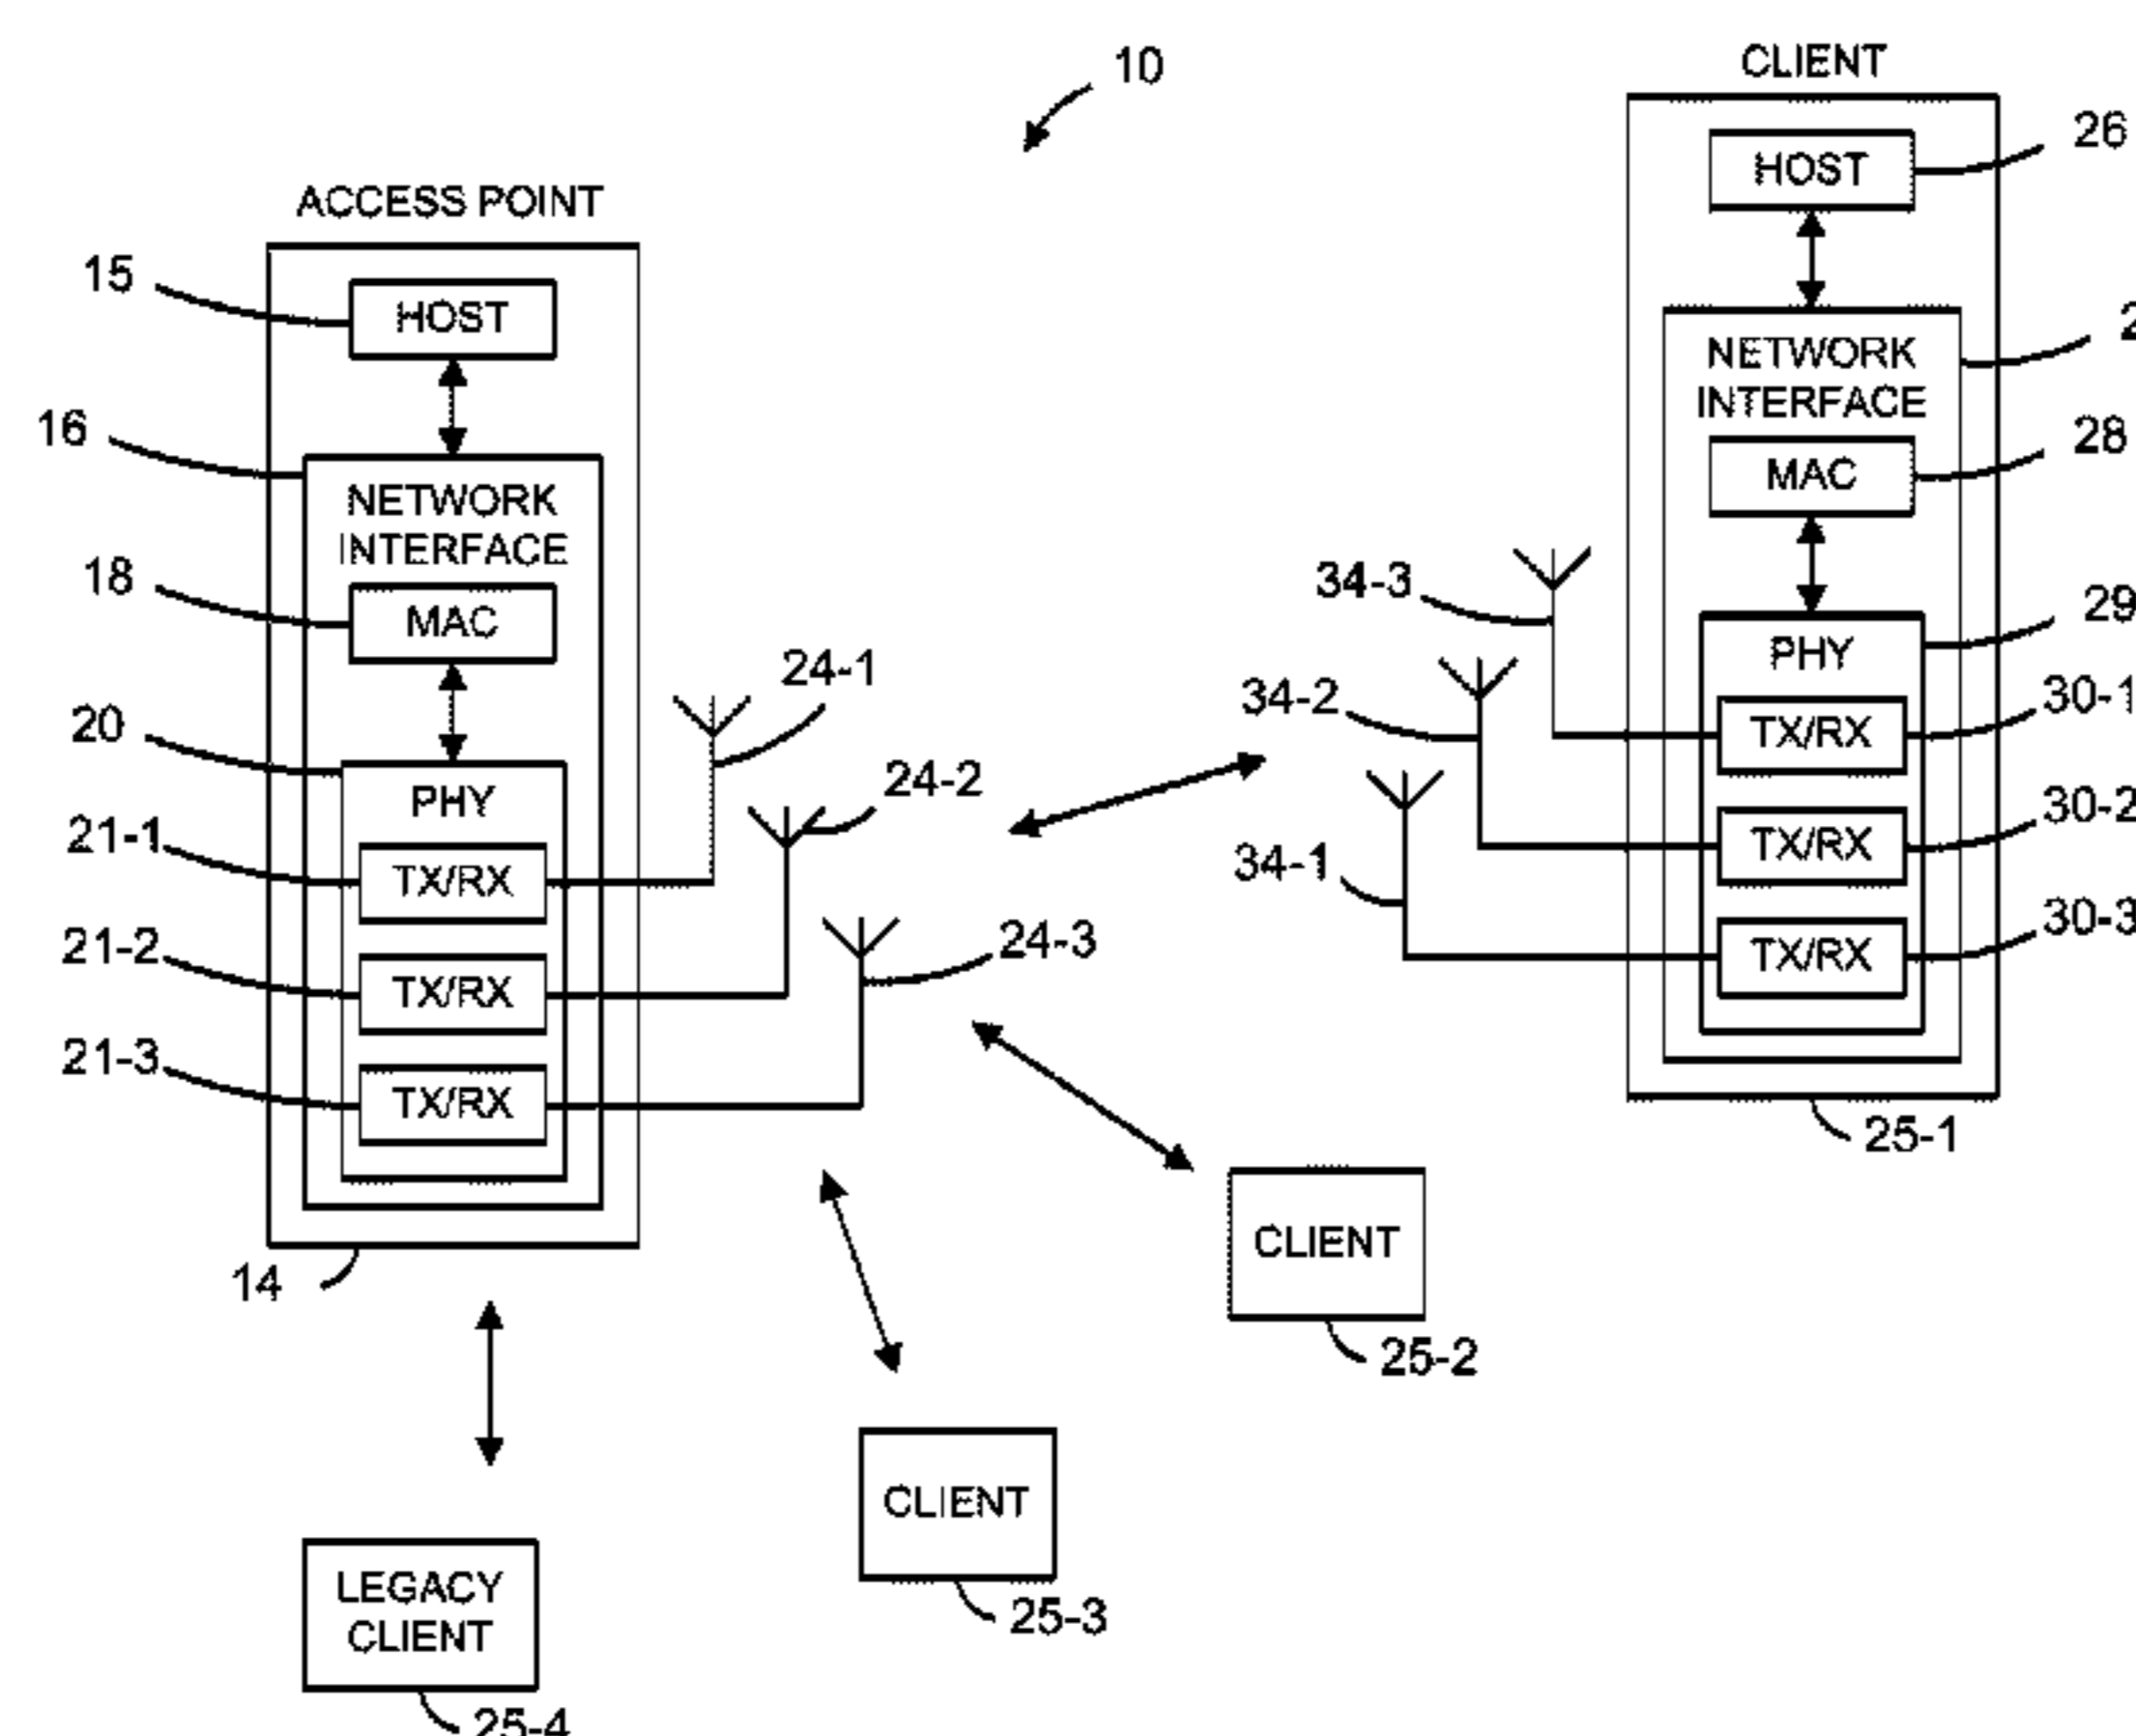 10
CLIENT
HOST
26
ACCESS POINT
15
HOST
2
NETWORK
INTERFACE
16
MAC
28
NETWORK
INTERFACE
18
MAC
34-3
29
PHY
24-1
34-2
30-1
TX/RX
20
PHY
24-2
30-2
TX/RX
21-1
TX/RX
34-1
24-3
30-3
TX/RX
21-2
TX/RX
21-3
TX/RX
25-1
14
CLIENT
25-2
CLIENT
25-3
LEGACY
CLIENT
25-4